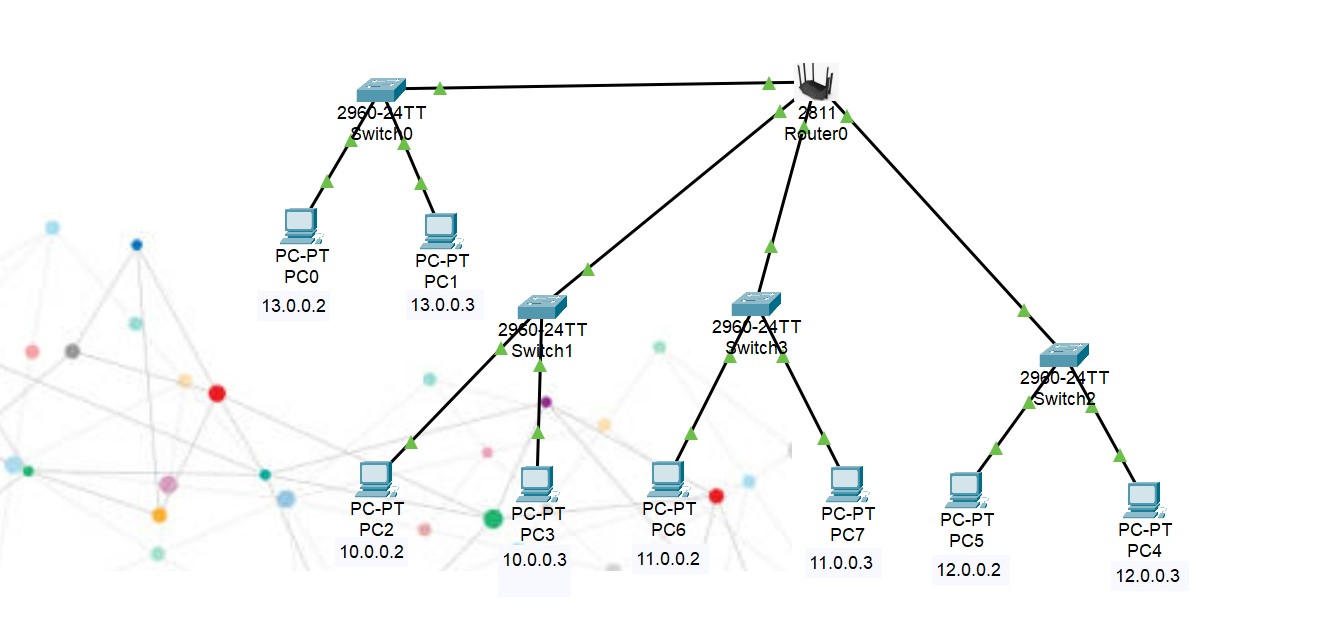 2960-24TT
Switch0
2811
Router0
PC-PT
PC0
13.0.0.2
PC-PT
PC1
13.0.0.3
2960-24TT
Switch1
2960-24TT
Switch3
2960-24TT
Switch2
PC-PT
PC2
10.0.0.2
PC-PT
PC3
10.0.0.3
PC-PT
PC6
11.0.0.2
PC-PT
PC7
11.0.0.3
PC-PT
PC5
12.0.0.2
PC-PT
PC4
12.0.0.3